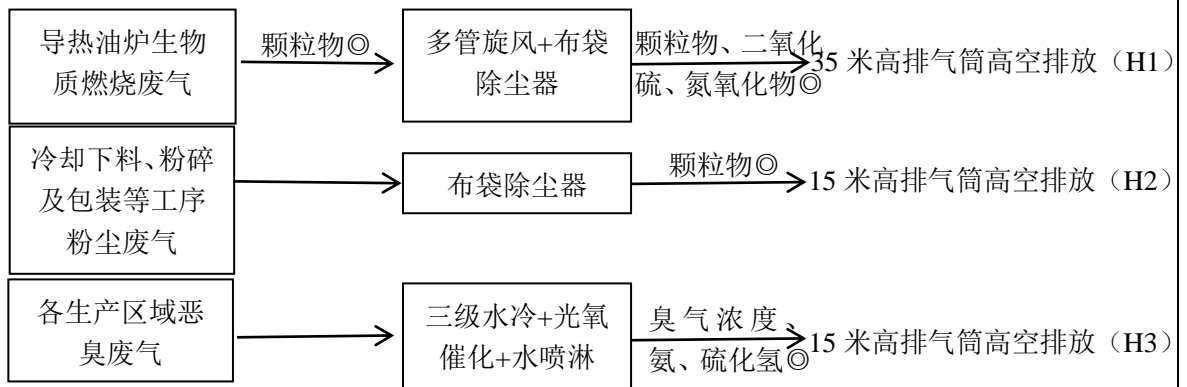 导热油炉生物
质燃烧废气
颗粒物◎
多管旋风+布袋
除尘器
颗粒物、二氧化
硫、氮氧化物◎
35 米高排气筒高空排放（H1）
冷却下料、粉碎
及包装等工序
粉尘废气
布袋除尘器
颗粒物◎
15 米高排气筒高空排放（H2）
各生产区域恶
臭废气
三级水冷+光氧
催化+水喷淋
臭气浓度、
氨、硫化氢◎
15 米高排气筒高空排放（H3）